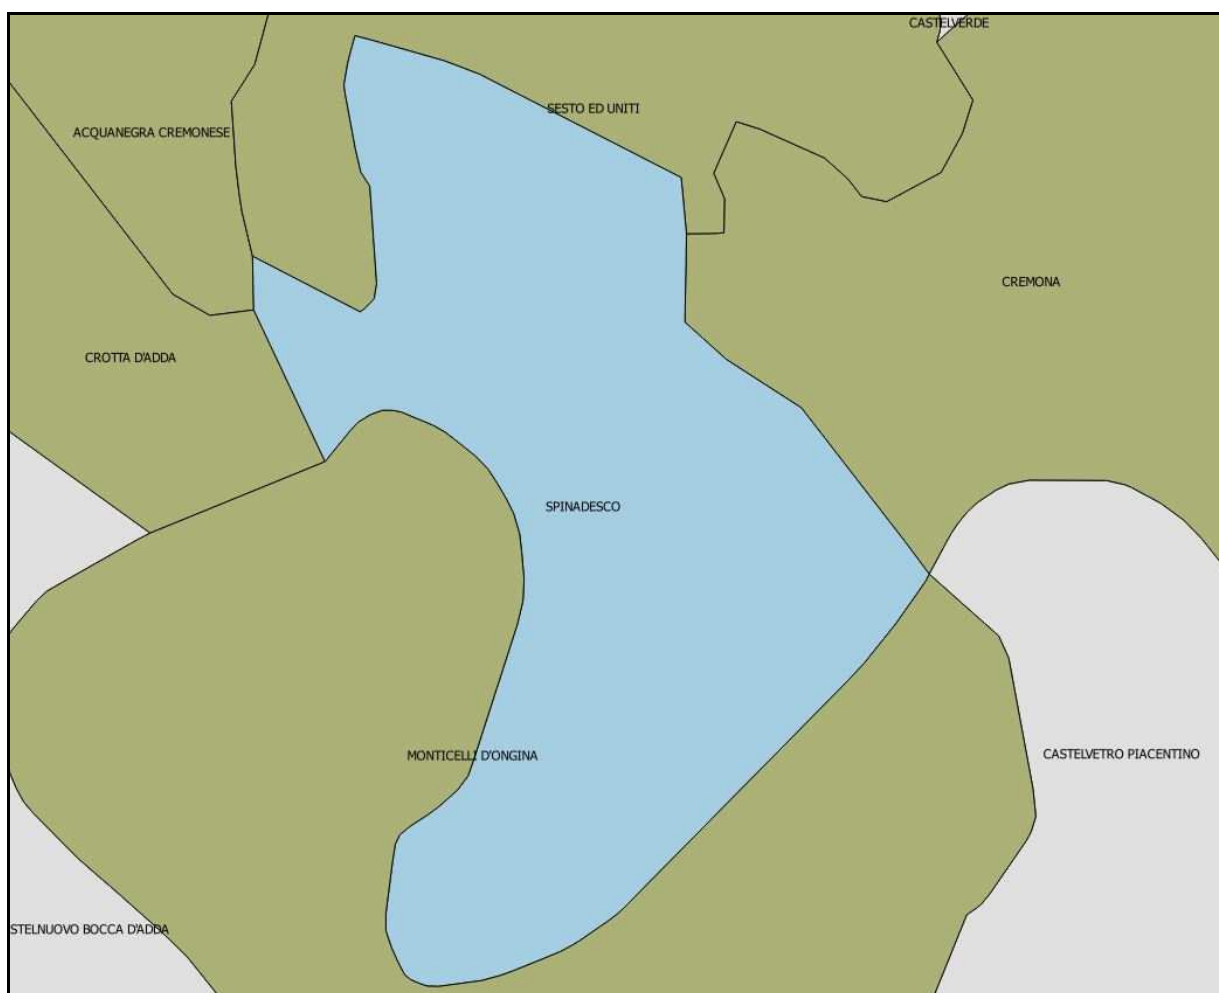 CASTELVERDE
SESTO ED UNITI
ACQUANEGRA CREMONESE
CREMONA
CROTTA D'ADDA
SPINADESCO
MONTICELLI D'ONGINA
CASTELVETRO PIACENTINO
STELNUOVO BOCCA D'ADDA